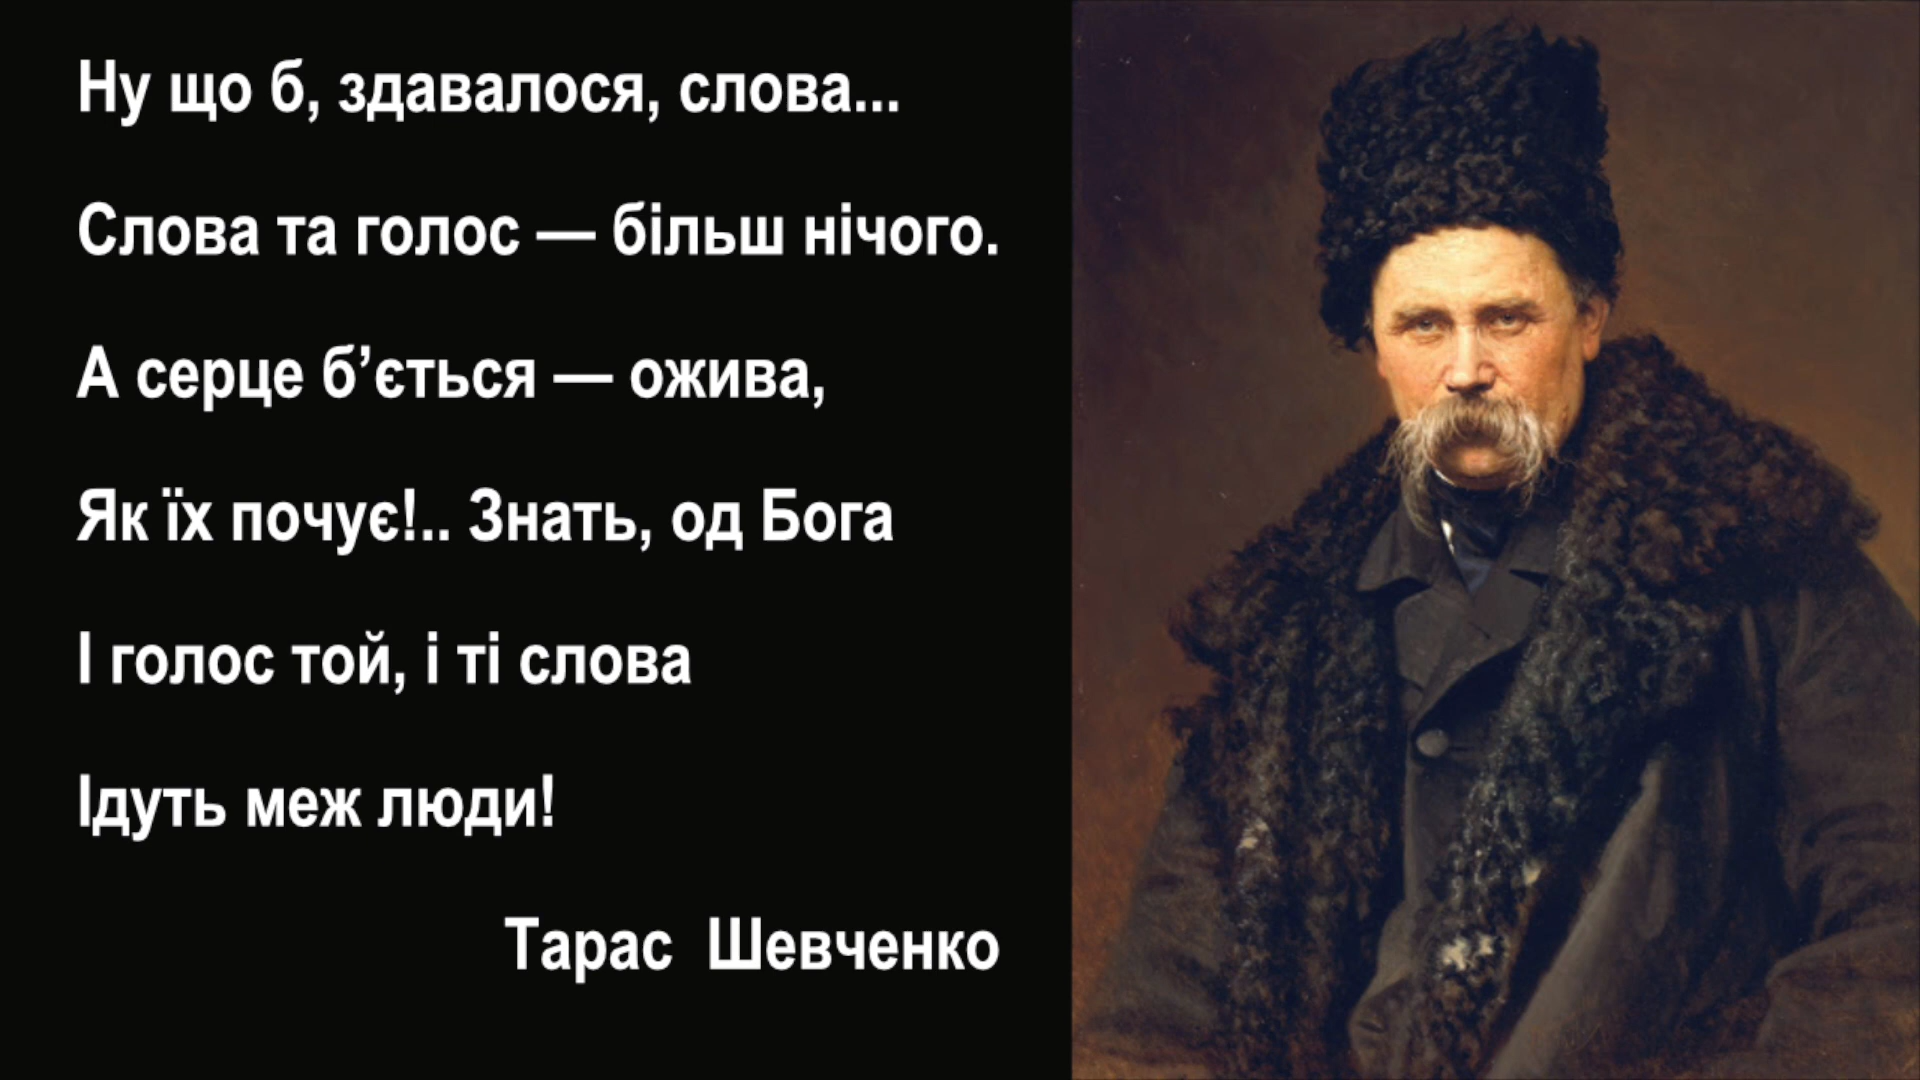 Ну що б, здавалося, слова...
Слова та голос — більш нічого.
А серце б’ється — ожива,
Як їх почує!.. Знать, од Бога
І голос той, і ті слова
Ідуть меж люди!
Тарас Шевченко